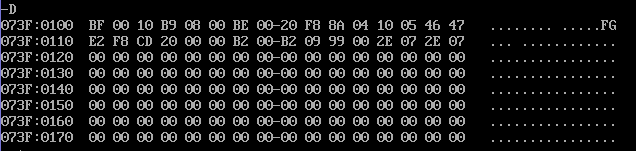 -D
073F:0100 BF 00 10 B9 08 00 BE 00-20 F8 8A 04 10 05 46 47 ........ .....FG
073F:0110 E2 F8 CD 20 00 00 B2 00-B2 09 99 00 2E 07 2E 07 ... ............
073F:0120 00 00 00 00 00 00 00 00-00 00 00 00 00 00 00 00 ................
073F:0130 00 00 00 00 00 00 00 00-00 00 00 00 00 00 00 00 ................
073F:0140 00 00 00 00 00 00 00 00-00 00 00 00 00 00 00 00 ................
073F:0150 00 00 00 00 00 00 00 00-00 00 00 00 00 00 00 00 ................
073F:0160 00 00 00 00 00 00 00 00-00 00 00 00 00 00 00 00 ................
073F:0170 00 00 00 00 00 00 00 00-00 00 00 00 00 00 00 00 ................